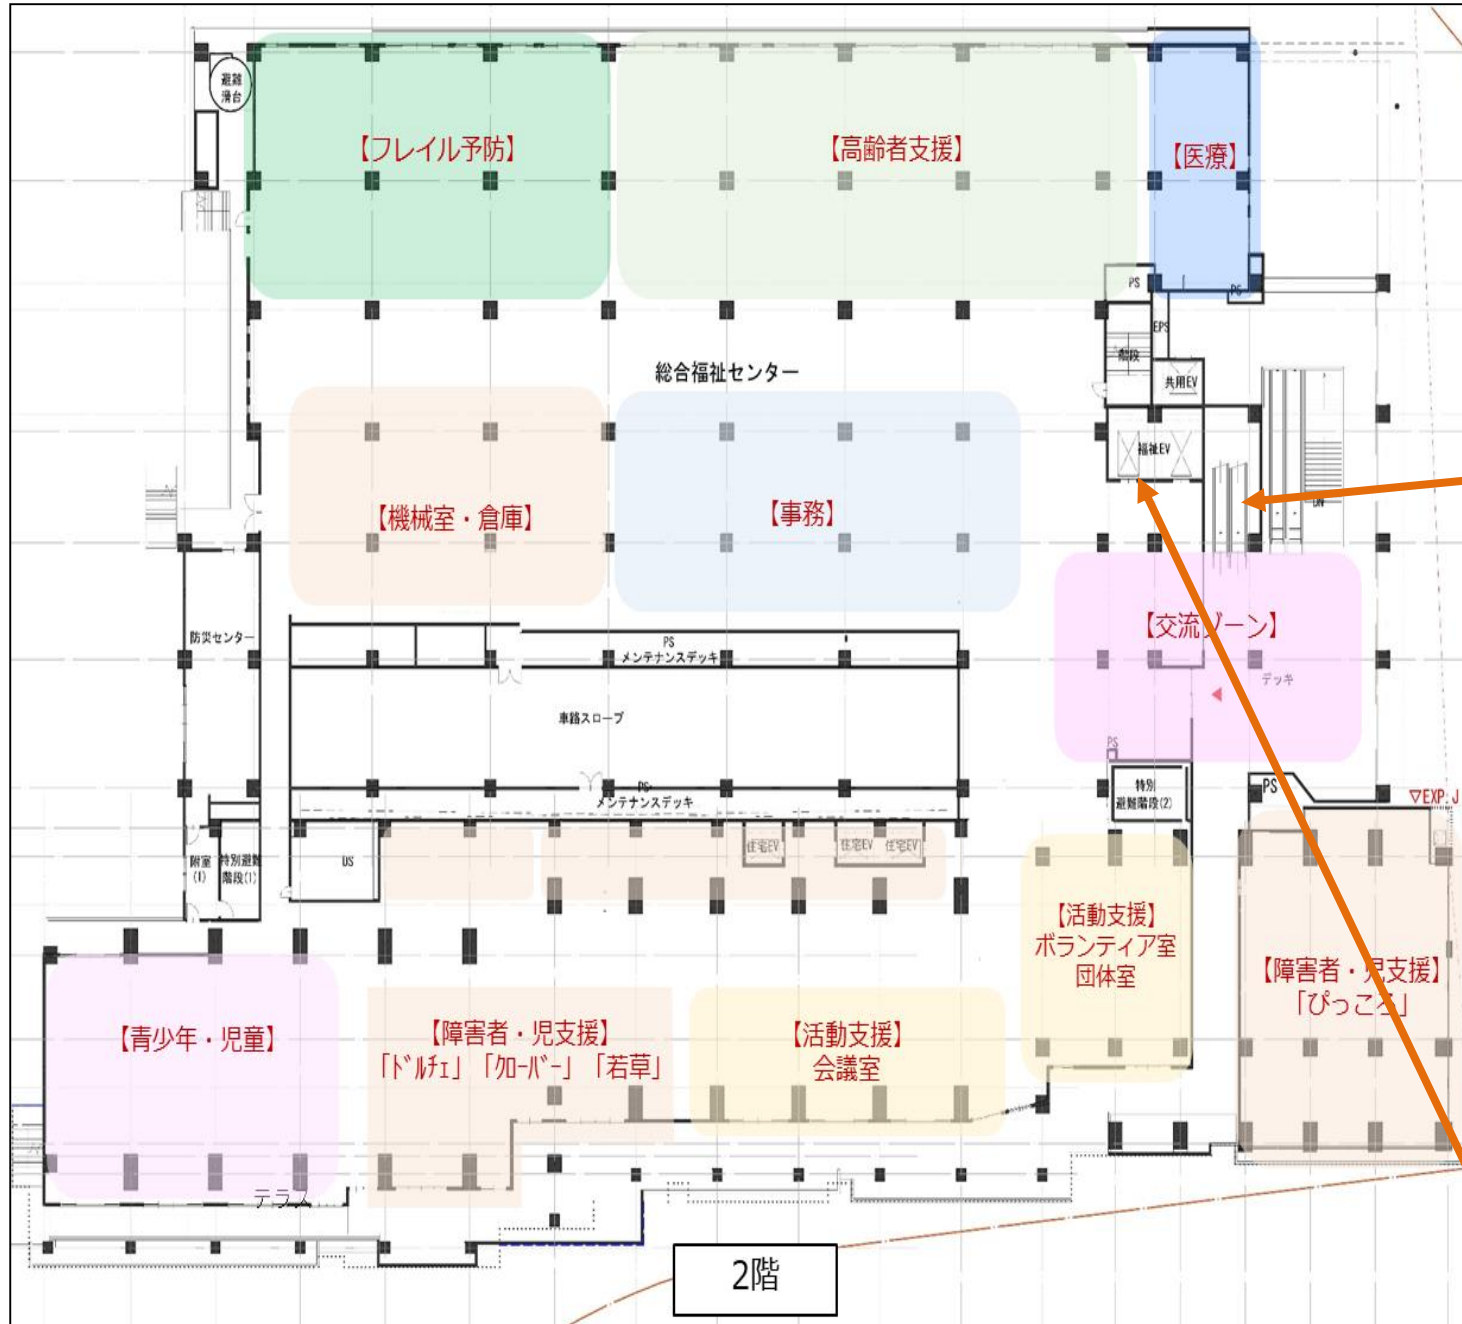 避難
滑台
【フレイル予防】
【高齢者支援】
【医療】
PS
PS
EPS
階段
共用EV
総合福祉センター
福祉EV
【機械室・倉庫】
【事務】
DN
防災センター
【交流ゾーン】
デッキ
PS
メンテナンスデッキ
車路スロープ
PS
PS
メンテナンスデッキ
特別
避難階段(2)
PS
▽EXP.J
附室
(1)
特別避難
階段(1)
DS
住宅EV
住宅EV
住宅EV
【活動支援】
ボランティア室
団体室
【障害者・児支援】
「ぴっころ」
【青少年・児童】
【障害者・児支援】
「ドルチェ」「クローバー」「若草」
【活動支援】
会議室
テラス
2階